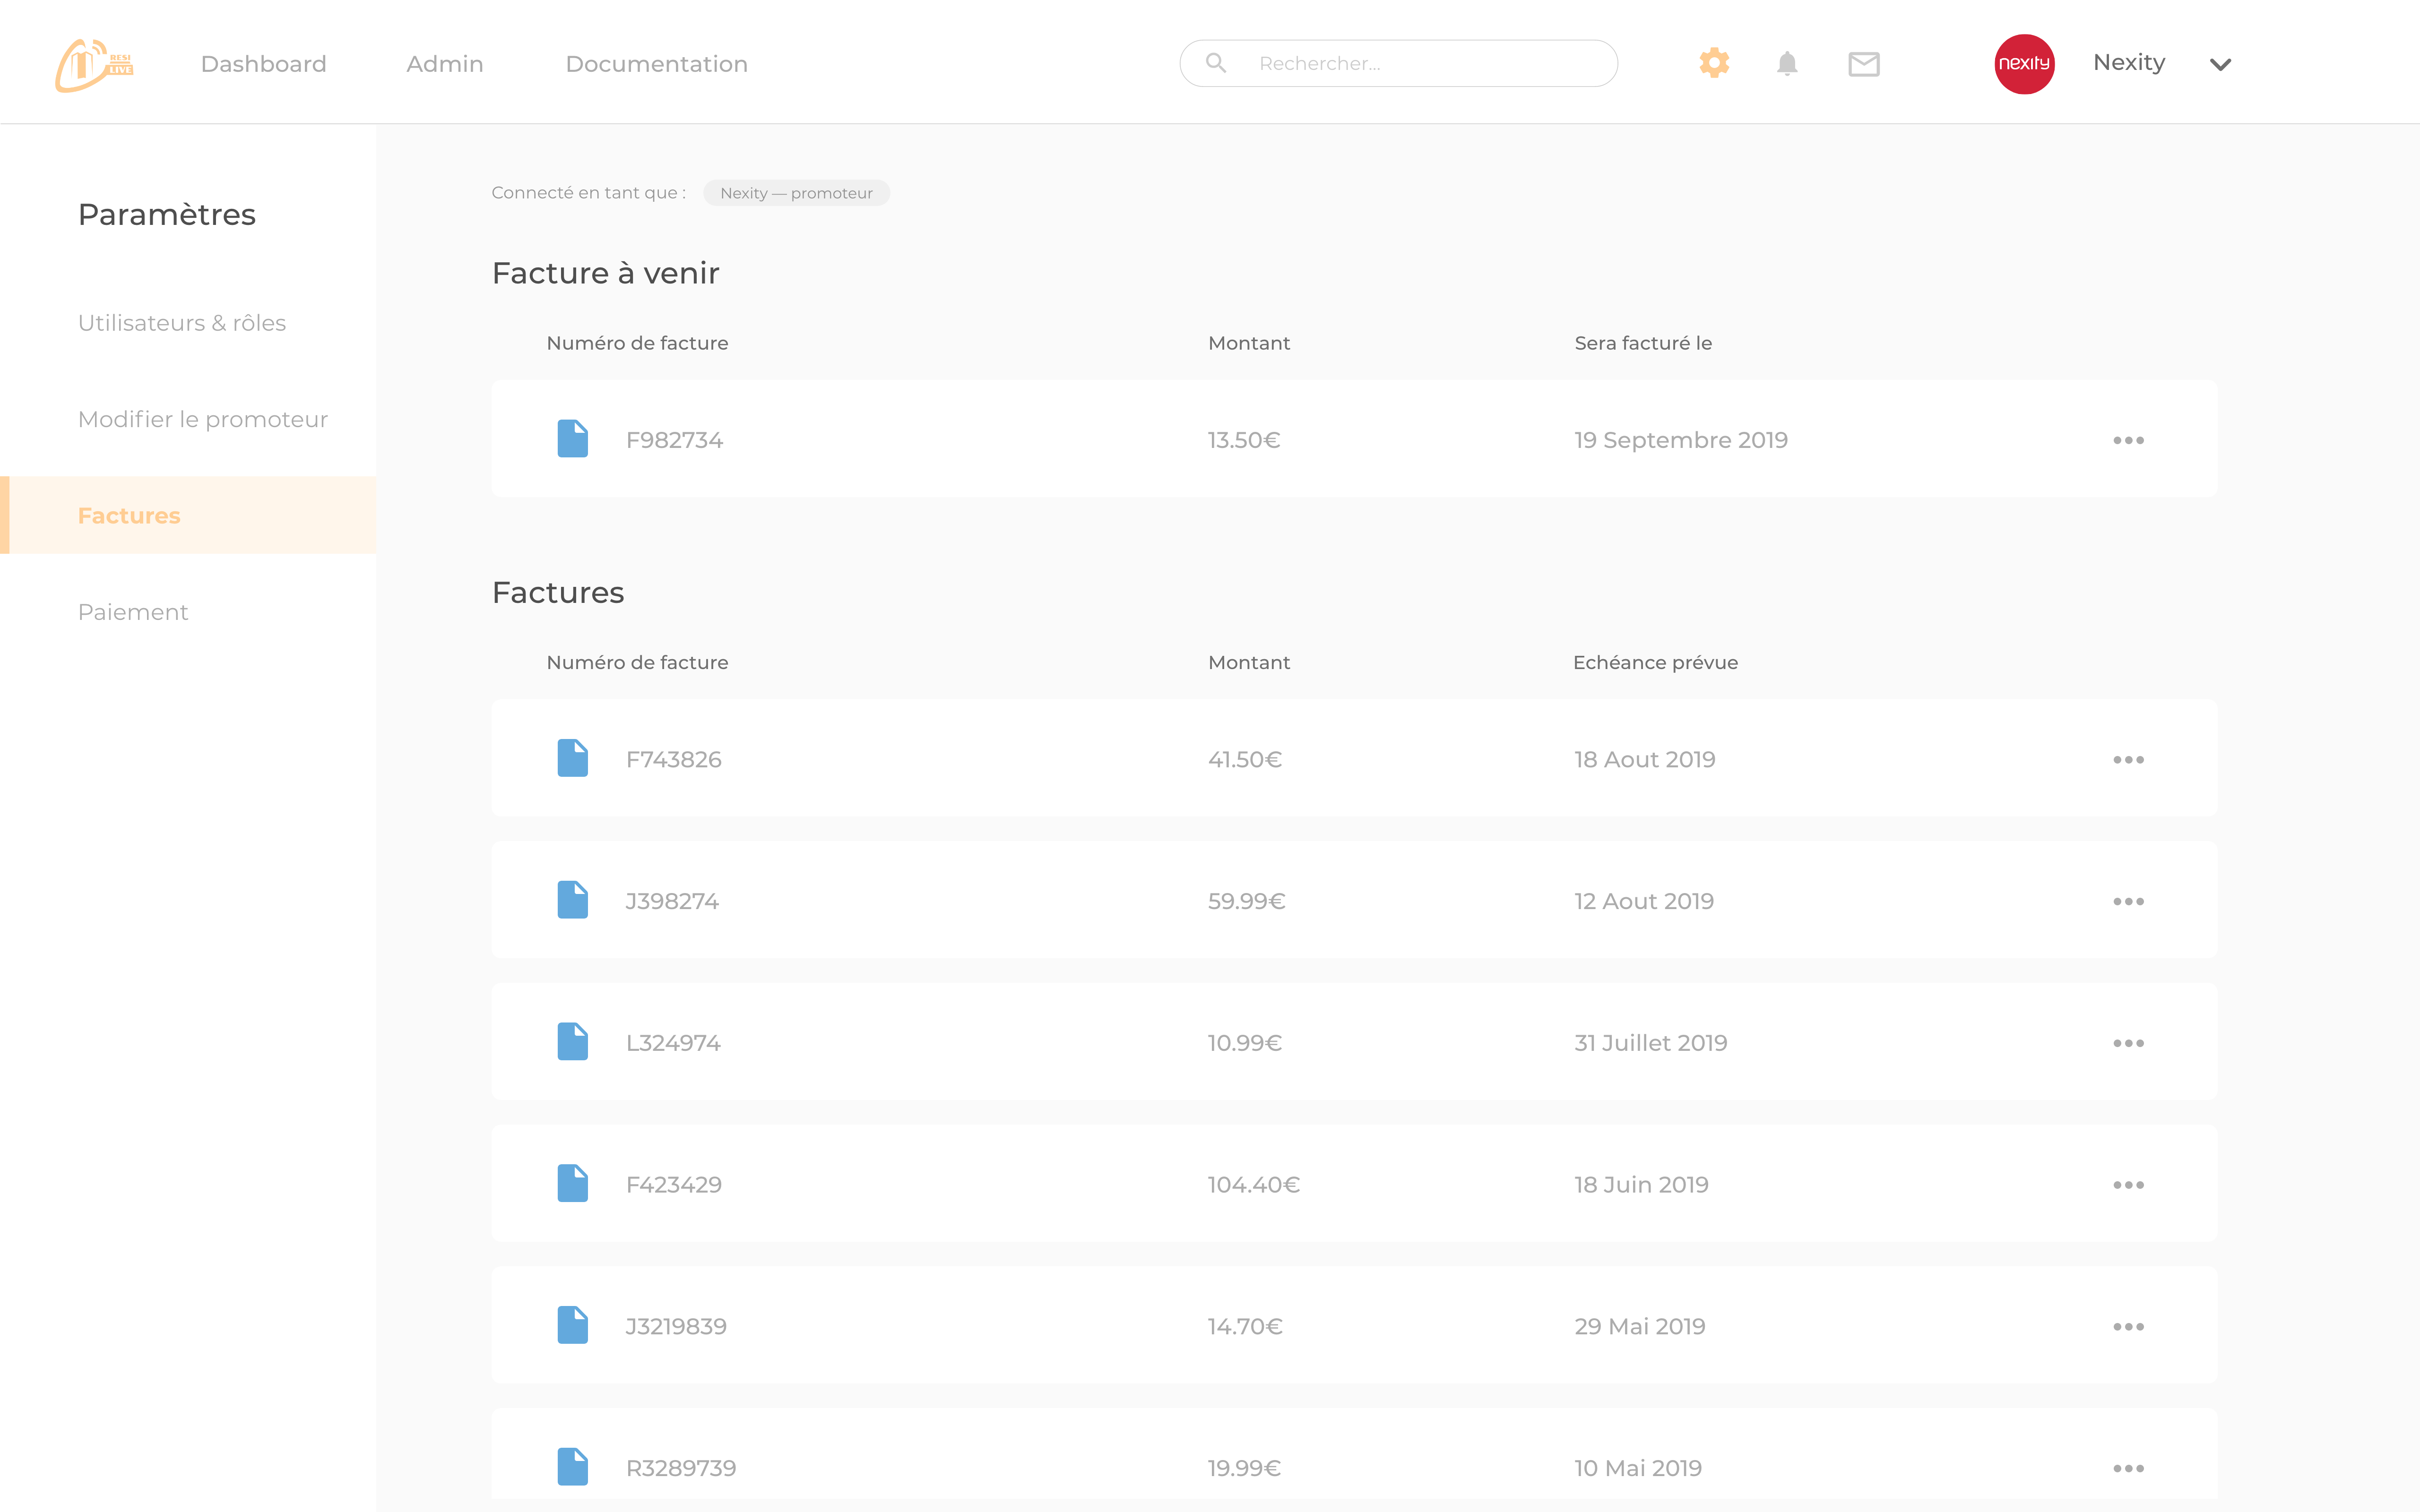 RESI
LIVE
Dashboard Admin Documentation Rechercher... nexity Nexity
Paramètres
Utilisateurs & rôles
Modifier le promoteur
Factures
Paiement
Connecté en tant que : Nexity — promoteur
Facture à venir
Numéro de facture Montant Sera facturé le
F982734 13.50€ 19 Septembre 2019
Factures
Numéro de facture Montant Echéance prévue
F743826 41.50€ 18 Aout 2019
J398274 59.99€ 12 Aout 2019
L324974 10.99€ 31 Juillet 2019
F423429 104.40€ 18 Juin 2019
J3219839 14.70€ 29 Mai 2019
R3289739 19.99€ 10 Mai 2019